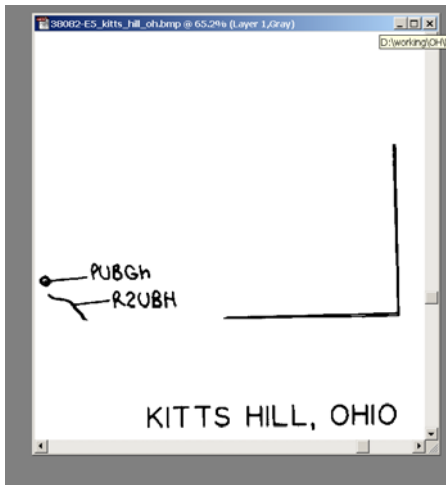 38082-E5_kitts_hill_oh.bmp @ 65.2% (Layer 1,Gray)
D:\working\OH\
PUBGh
R2UBH
KITTS HILL, OHIO